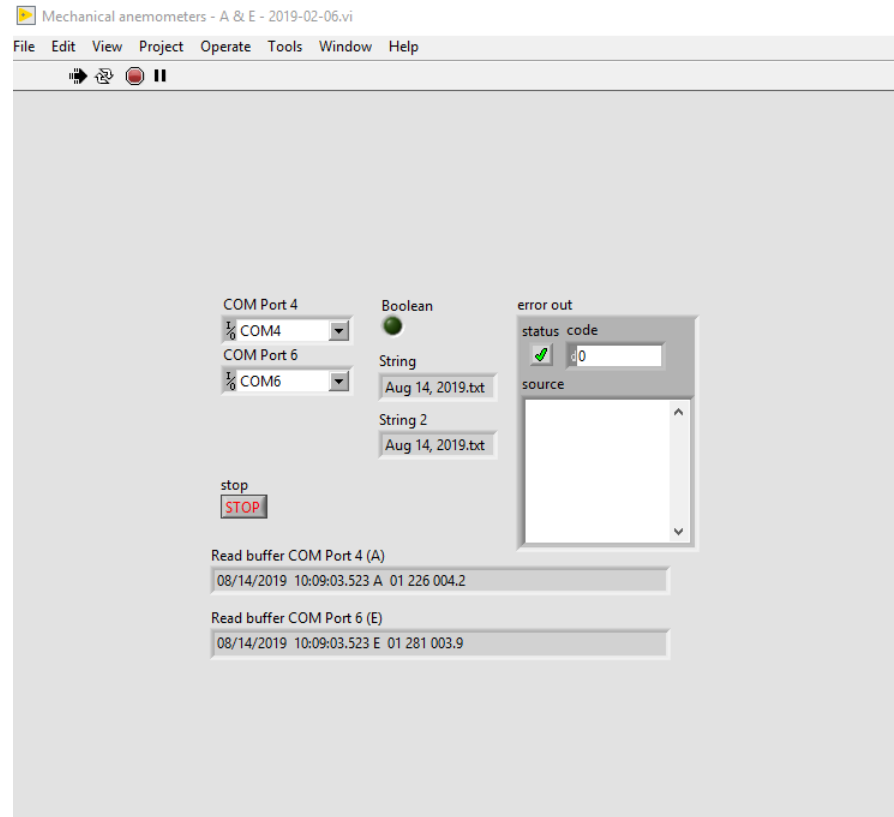 Mechanical anemometers - A & E - 2019-02-06.vi
File Edit View Project Operate Tools Window Help
COM Port 4
COM4
COM Port 6
COM6
Boolean
String
Aug 14, 2019.txt
String 2
Aug 14, 2019.txt
error out
status code
d 0
source
stop
STOP
Read buffer COM Port 4 (A)
08/14/2019 10:09:03.523 A 01 226 004.2
Read buffer COM Port 6 (E)
08/14/2019 10:09:03.523 E 01 281 003.9